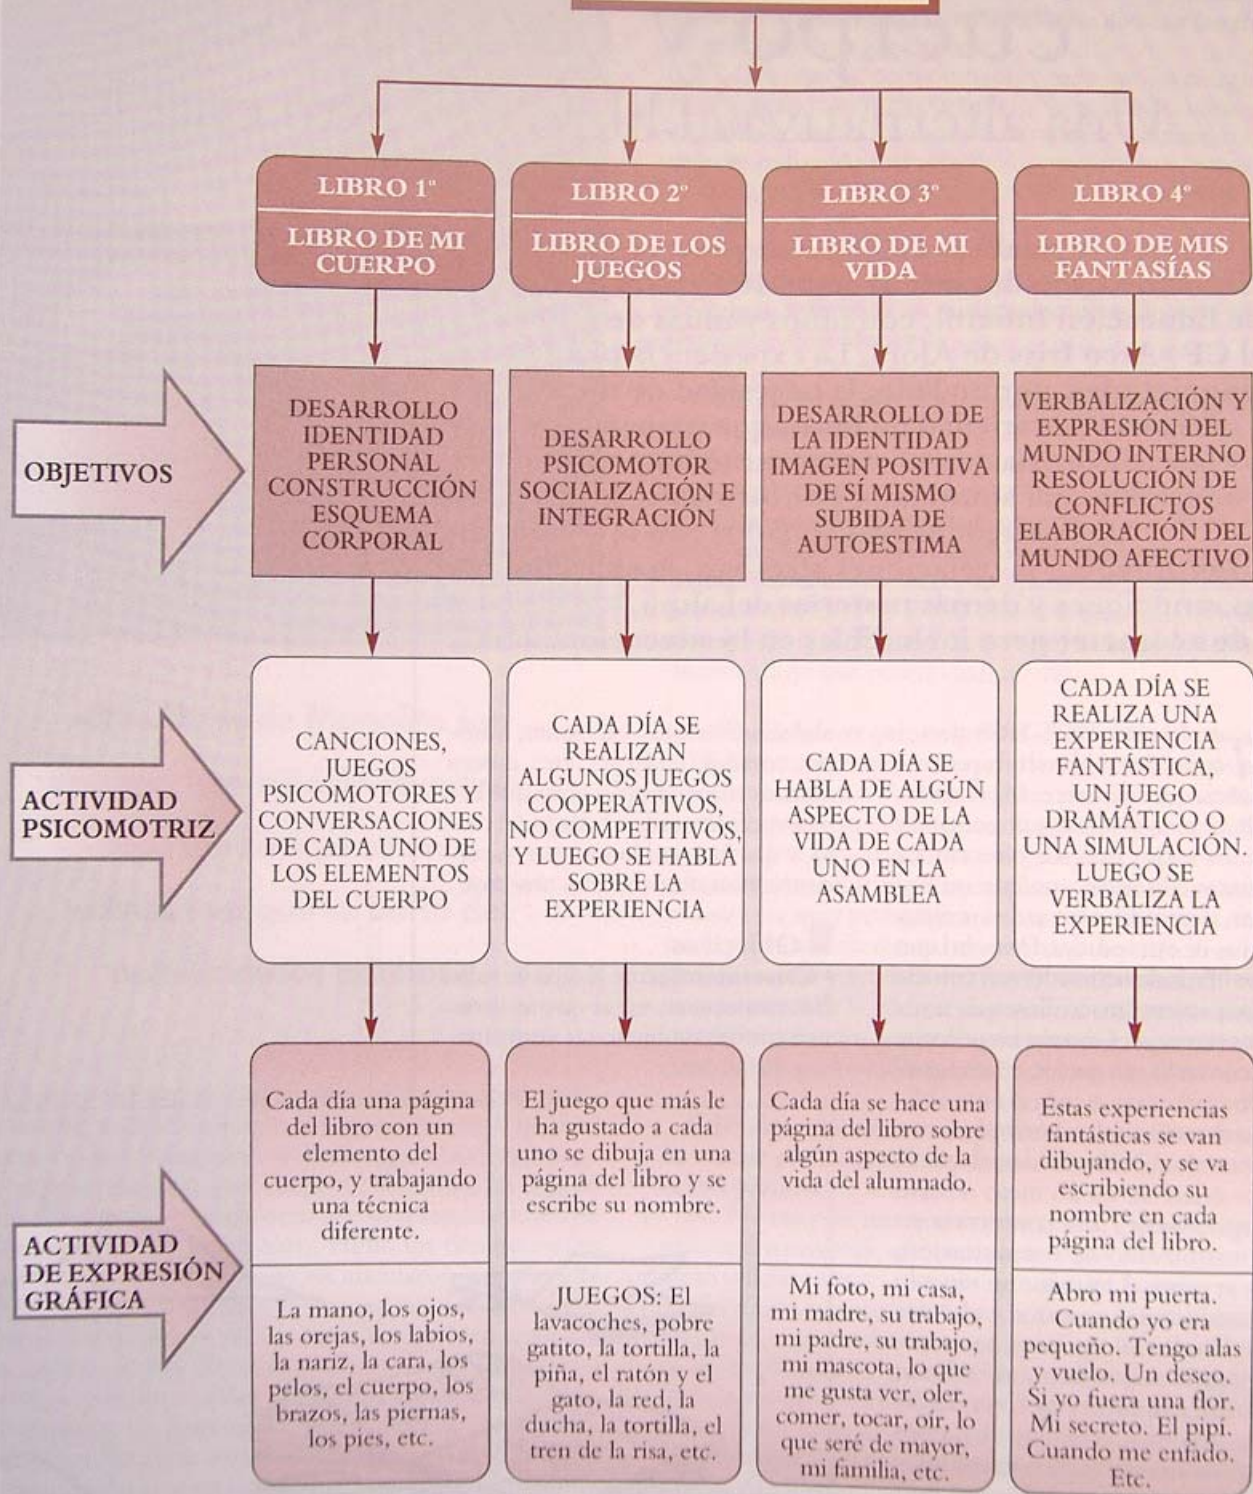 LIBRO 1º
LIBRO DE MI
CUERPO
LIBRO 2º
LIBRO DE LOS
JUEGOS
LIBRO 3º
LIBRO DE MI
VIDA
LIBRO 4º
LIBRO DE MIS
FANTASÍAS
OBJETIVOS
DESARROLLO
IDENTIDAD
PERSONAL
CONSTRUCCIÓN
ESQUEMA
CORPORAL
DESARROLLO
PSICOMOTOR
SOCIALIZACIÓN E
INTEGRACIÓN
DESARROLLO DE
LA IDENTIDAD
IMAGEN POSITIVA
DE SÍ MISMO
SUBIDA DE
AUTOESTIMA
VERBALIZACIÓN Y
EXPRESIÓN DEL
MUNDO INTERNO
RESOLUCIÓN DE
CONFLICTOS
ELABORACIÓN DEL
MUNDO AFECTIVO
ACTIVIDAD
PSICOMOTRIZ
CANCIONES,
JUEGOS
PSICOMOTORES Y
CONVERSACIONES
DE CADA UNO DE
LOS ELEMENTOS
DEL CUERPO
CADA DÍA SE
REALIZAN
ALGUNOS JUEGOS
COOPERATIVOS,
NO COMPETITIVOS,
Y LUEGO SE HABLA
SOBRE LA
EXPERIENCIA
CADA DÍA SE
HABLA DE ALGÚN
ASPECTO DE LA
VIDA DE CADA
UNO EN LA
ASAMBLEA
CADA DÍA SE
REALIZA UNA
EXPERIENCIA
FANTÁSTICA,
UN JUEGO
DRAMÁTICO O
UNA SIMULACIÓN.
LUEGO SE
VERBALIZA LA
EXPERIENCIA
ACTIVIDAD
DE EXPRESIÓN
GRÁFICA
Cada día una página
del libro con un
elemento del
cuerpo, y trabajando
una técnica
diferente.
La mano, los ojos,
las orejas, los labios,
la nariz, la cara, los
pelos, el cuerpo, los
brazos, las piernas,
los pies, etc.
El juego que más le
ha gustado a cada
uno se dibuja en una
página del libro y se
escribe su nombre.
JUEGOS: El
lavacoches, pobre
gatito, la tortilla, la
piña, el ratón y el
gato, la red, la
ducha, la tortilla, el
tren de la risa, etc.
Cada día se hace una
página del libro sobre
algún aspecto de la
vida del alumnado.
Mi foto, mi casa,
mi madre, su trabajo,
mi padre, su trabajo,
mi mascota, lo que
me gusta ver, oler,
comer, tocar, oír, lo
que seré de mayor,
mi familia, etc.
Estas experiencias
fantásticas se van
dibujando, y se va
escribiendo su
nombre en cada
página del libro.
Abro mi puerta.
Cuando yo era
pequeño. Tengo alas
y vuelo. Un deseo.
Si yo fuera una flor.
Mi secreto. El pipí.
Cuando me enfado.
Etc.